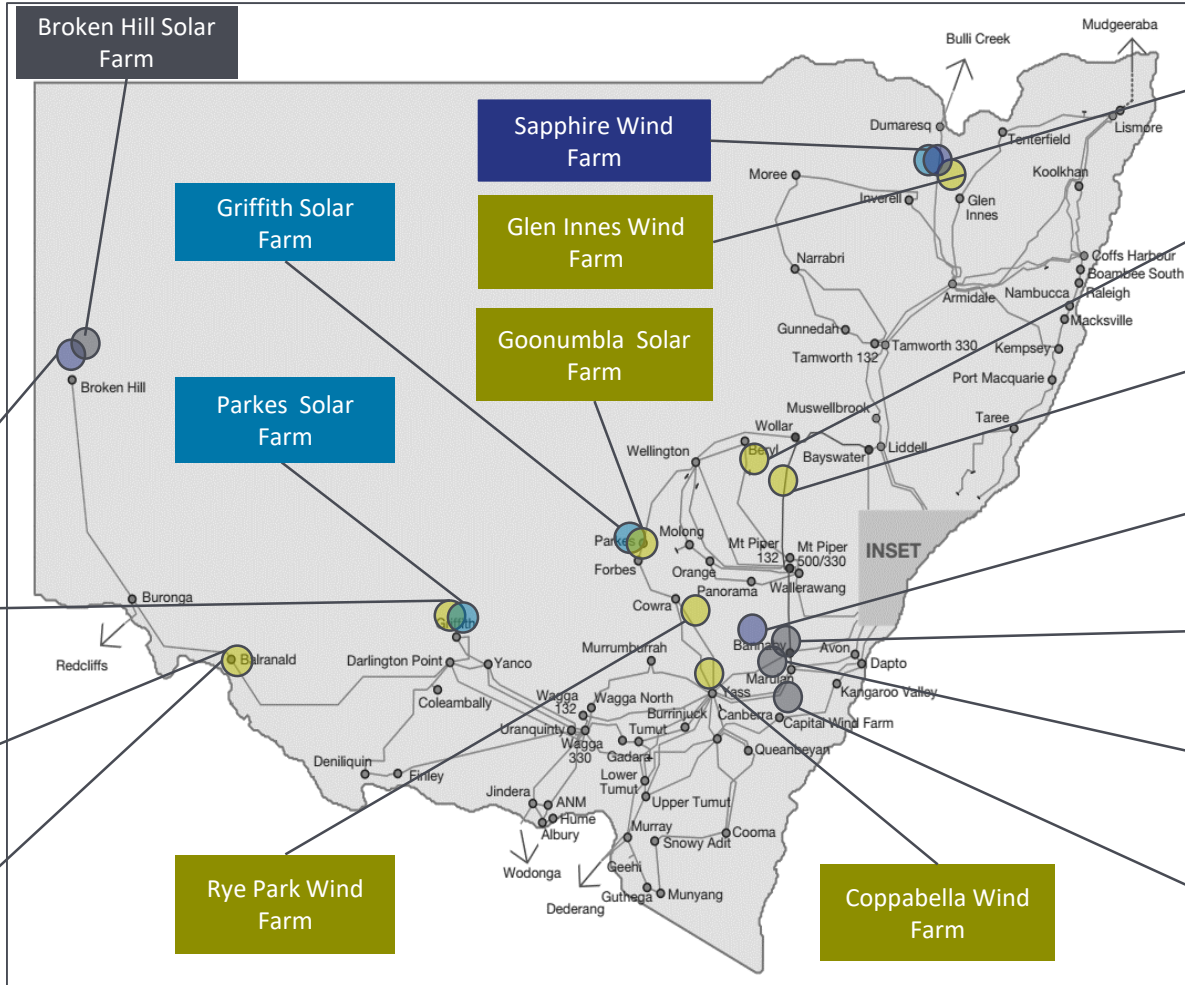 Broken Hill Solar
Farm
Bulli Creek
Mudgeeraba
Sapphire Wind
Farm
Dumaresq
Tenterfield
Lismore
Griffith Solar
Farm
Glen Innes Wind
Farm
Moree
Inverell
Glen
Innes
Koolkhan
Narrabri
Armidale
Coffs Harbour
Boambee South
Nambucca
Raleigh
Macksville
Goonumbla Solar
Farm
Gunnedah
Tamworth 132
Tamworth 330
Kempsey
Port Macquarie
Broken Hill
Parkes Solar
Farm
Muswellbrook
Taree
Wollar
Wellington
Beryl
Bayswater
Liddell
Parkes
Forbes
Molong
Orange
Mt Piper
132
Mt Piper
500/330
Wallerawang
Panorama
INSET
Buronga
Redcliffs
Griffith
Cowra
Balranald
Darlington Point
Yanco
Coleambally
Murrumburrah
Bannaby
Avon
Dapto
Marulan
Kangaroo Valley
Wagga
132
Wagga North
Yass
Burrinjuck
Canberra
Capital Wind Farm
Uranquinty
Wagga
330
Tumut
Gadara
Queanbeyan
Deniliquin
Finley
Lower
Tumut
Upper Tumut
Jindera
ANM
Hume
Albury
Murray
Snowy Adit
Cooma
Wodonga
Geehi
Guthega
Munyang
Dederang
Rye Park Wind
Farm
Coppabella Wind
Farm